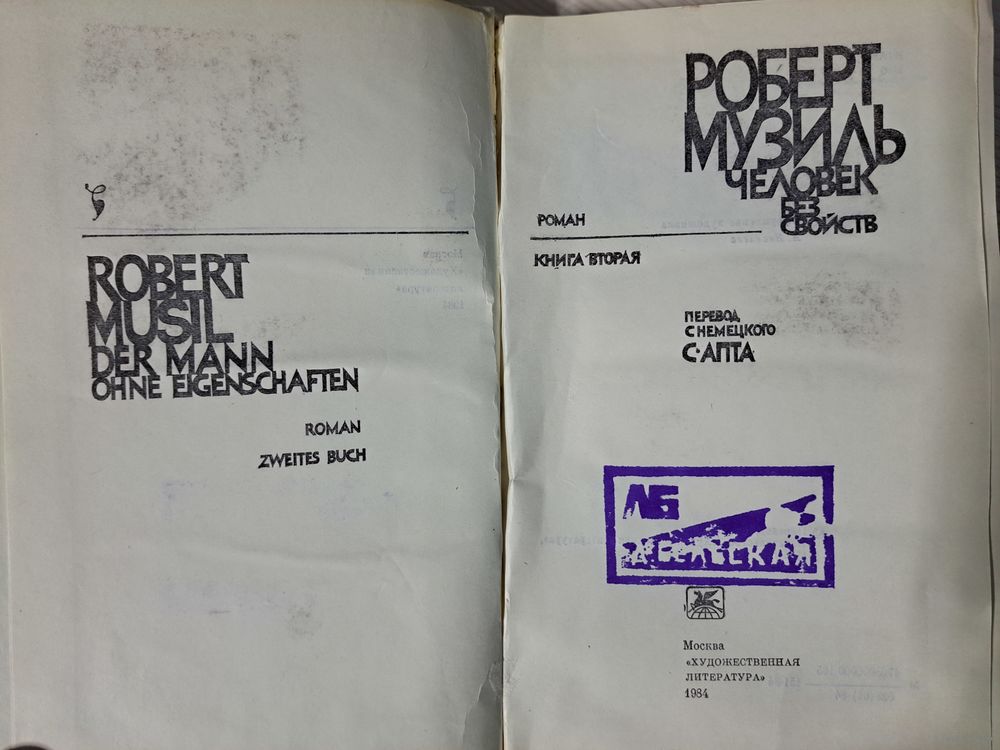 ROBERT
MUSIL
DER MANN
OHNE EIGENSCHAFTEN
ROMAN
ZWEITES BUCH
РОБЕРТ
МУЗИЛЬ
ЧЕЛОВЕК
БЕЗ
СВОЙСТВ
РОМАН
КНИГА ВТОРАЯ
ПЕРЕВОД
С НЕМЕЦКОГО
С·АПТА
ЛБ
Москва
«ХУДОЖЕСТВЕННАЯ
ЛИТЕРАТУРА»
1984